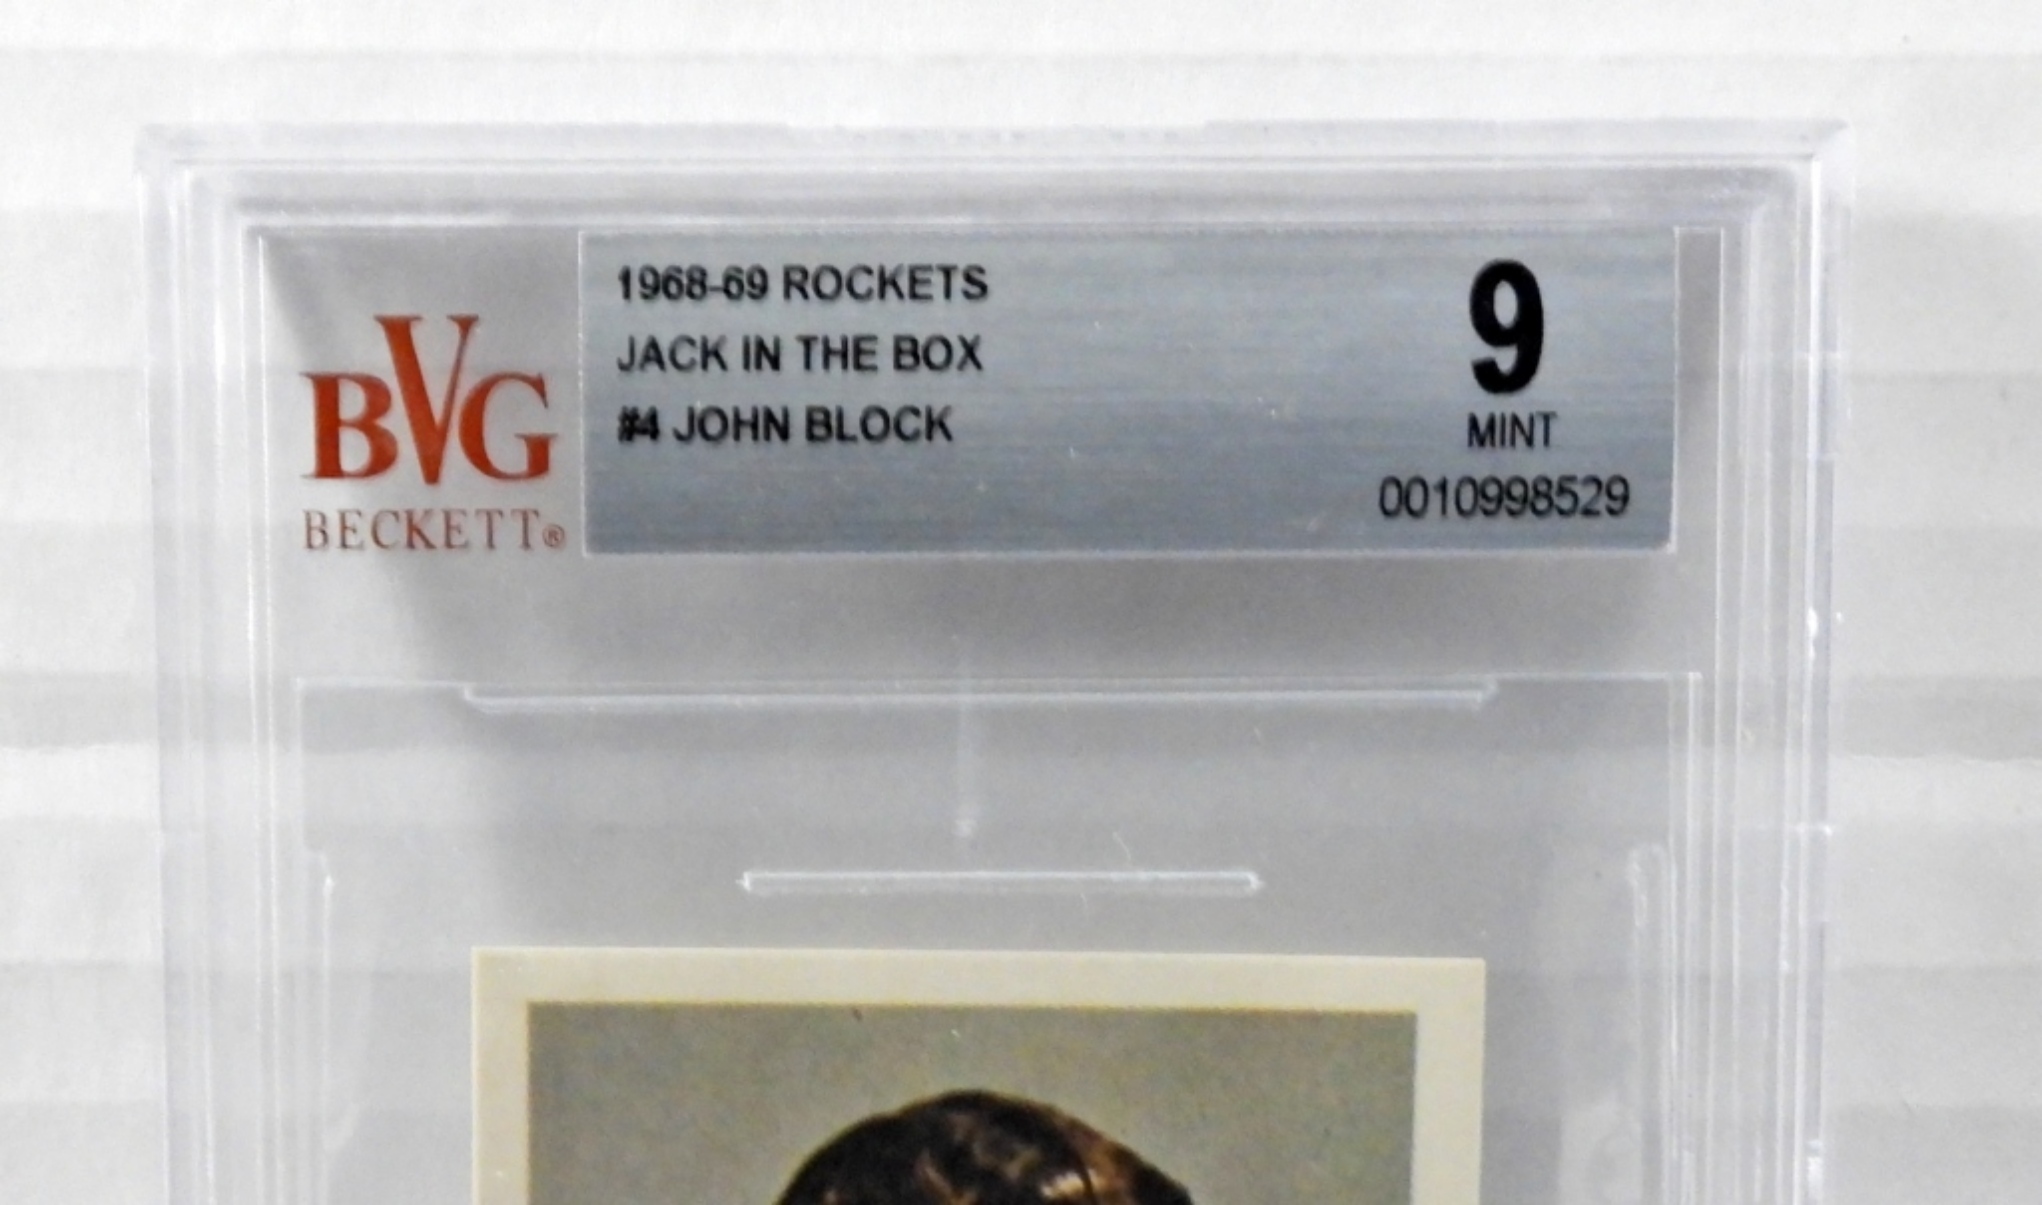 BVG
BECKETT®
1968-69 ROCKETS
JACK IN THE BOX
#4 JOHN BLOCK
9
MINT
0010998529